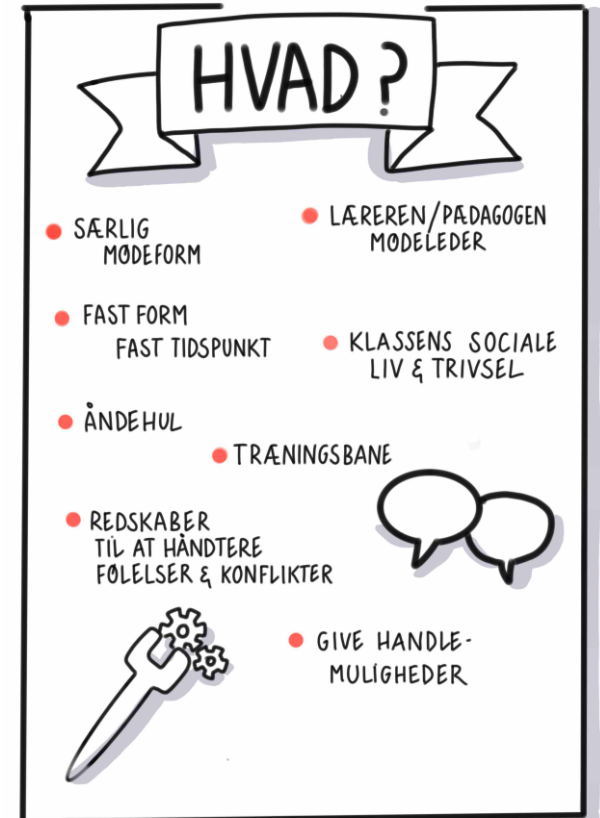 HVAD?
SÆRLIG
MØDEFORM
LÆREREN/PÆDAGOGEN
MØDELEDER
FAST FORM
FAST TIDSPUNKT
KLASSENS SOCIALE
LIV & TRIVSEL
ÅNDEHUL
TRÆNINGSBANE
REDSKABER
TIL AT HÅNDTERE
FØLELSER & KONFLIKTER
GIVE HANDLE-
MULIGHEDER